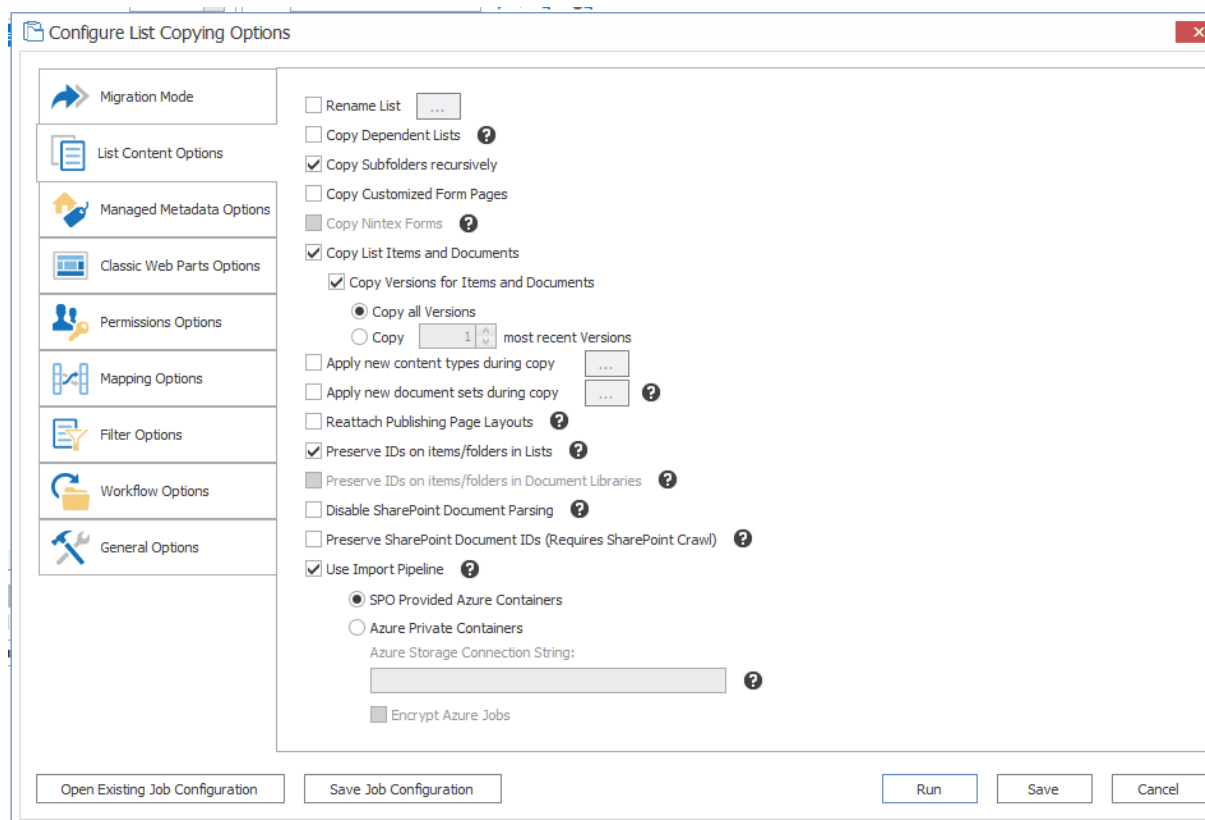 Configure List Copying Options
Migration Mode
List Content Options
Managed Metadata Options
Classic Web Parts Options
Permissions Options
Mapping Options
Filter Options
Workflow Options
General Options
Rename List ...
Copy Dependent Lists ?
Copy Subfolders recursively
Copy Customized Form Pages
Copy Nintex Forms ?
Copy List Items and Documents
Copy Versions for Items and Documents
Copy all Versions
Copy 1 most recent Versions
Apply new content types during copy ...
Apply new document sets during copy ... ?
Reattach Publishing Page Layouts ?
Preserve IDs on items/folders in Lists ?
Preserve IDs on items/folders in Document Libraries ?
Disable SharePoint Document Parsing ?
Preserve SharePoint Document IDs (Requires SharePoint Crawl) ?
Use Import Pipeline ?
SPO Provided Azure Containers
Azure Private Containers
Azure Storage Connection String:
?
Encrypt Azure Jobs
Open Existing Job Configuration Save Job Configuration Run Save Cancel